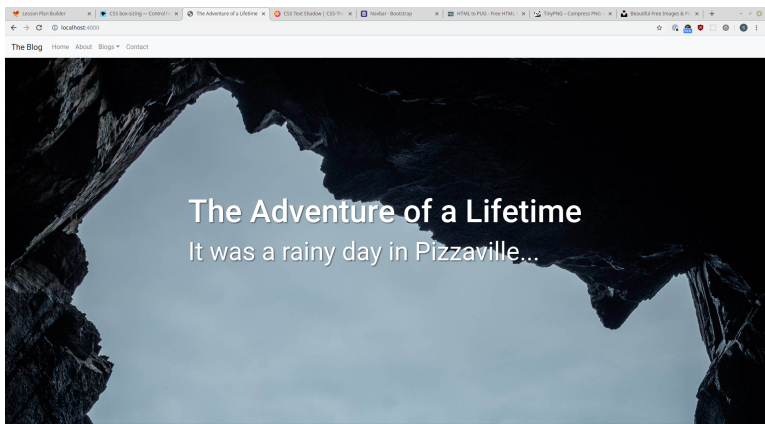 Lesson Plan Builder
CSS box-sizing — Control
The Adventure of a Lifetime
CSS Text Shadow | CSS-
Navbar · Bootstrap
HTML to PUG - Free HTML
TinyPNG – Compress PNG
Beautiful Free Images &
localhost:4000
The Blog Home About Blogs Contact
The Adventure of a Lifetime
It was a rainy day in Pizzaville...